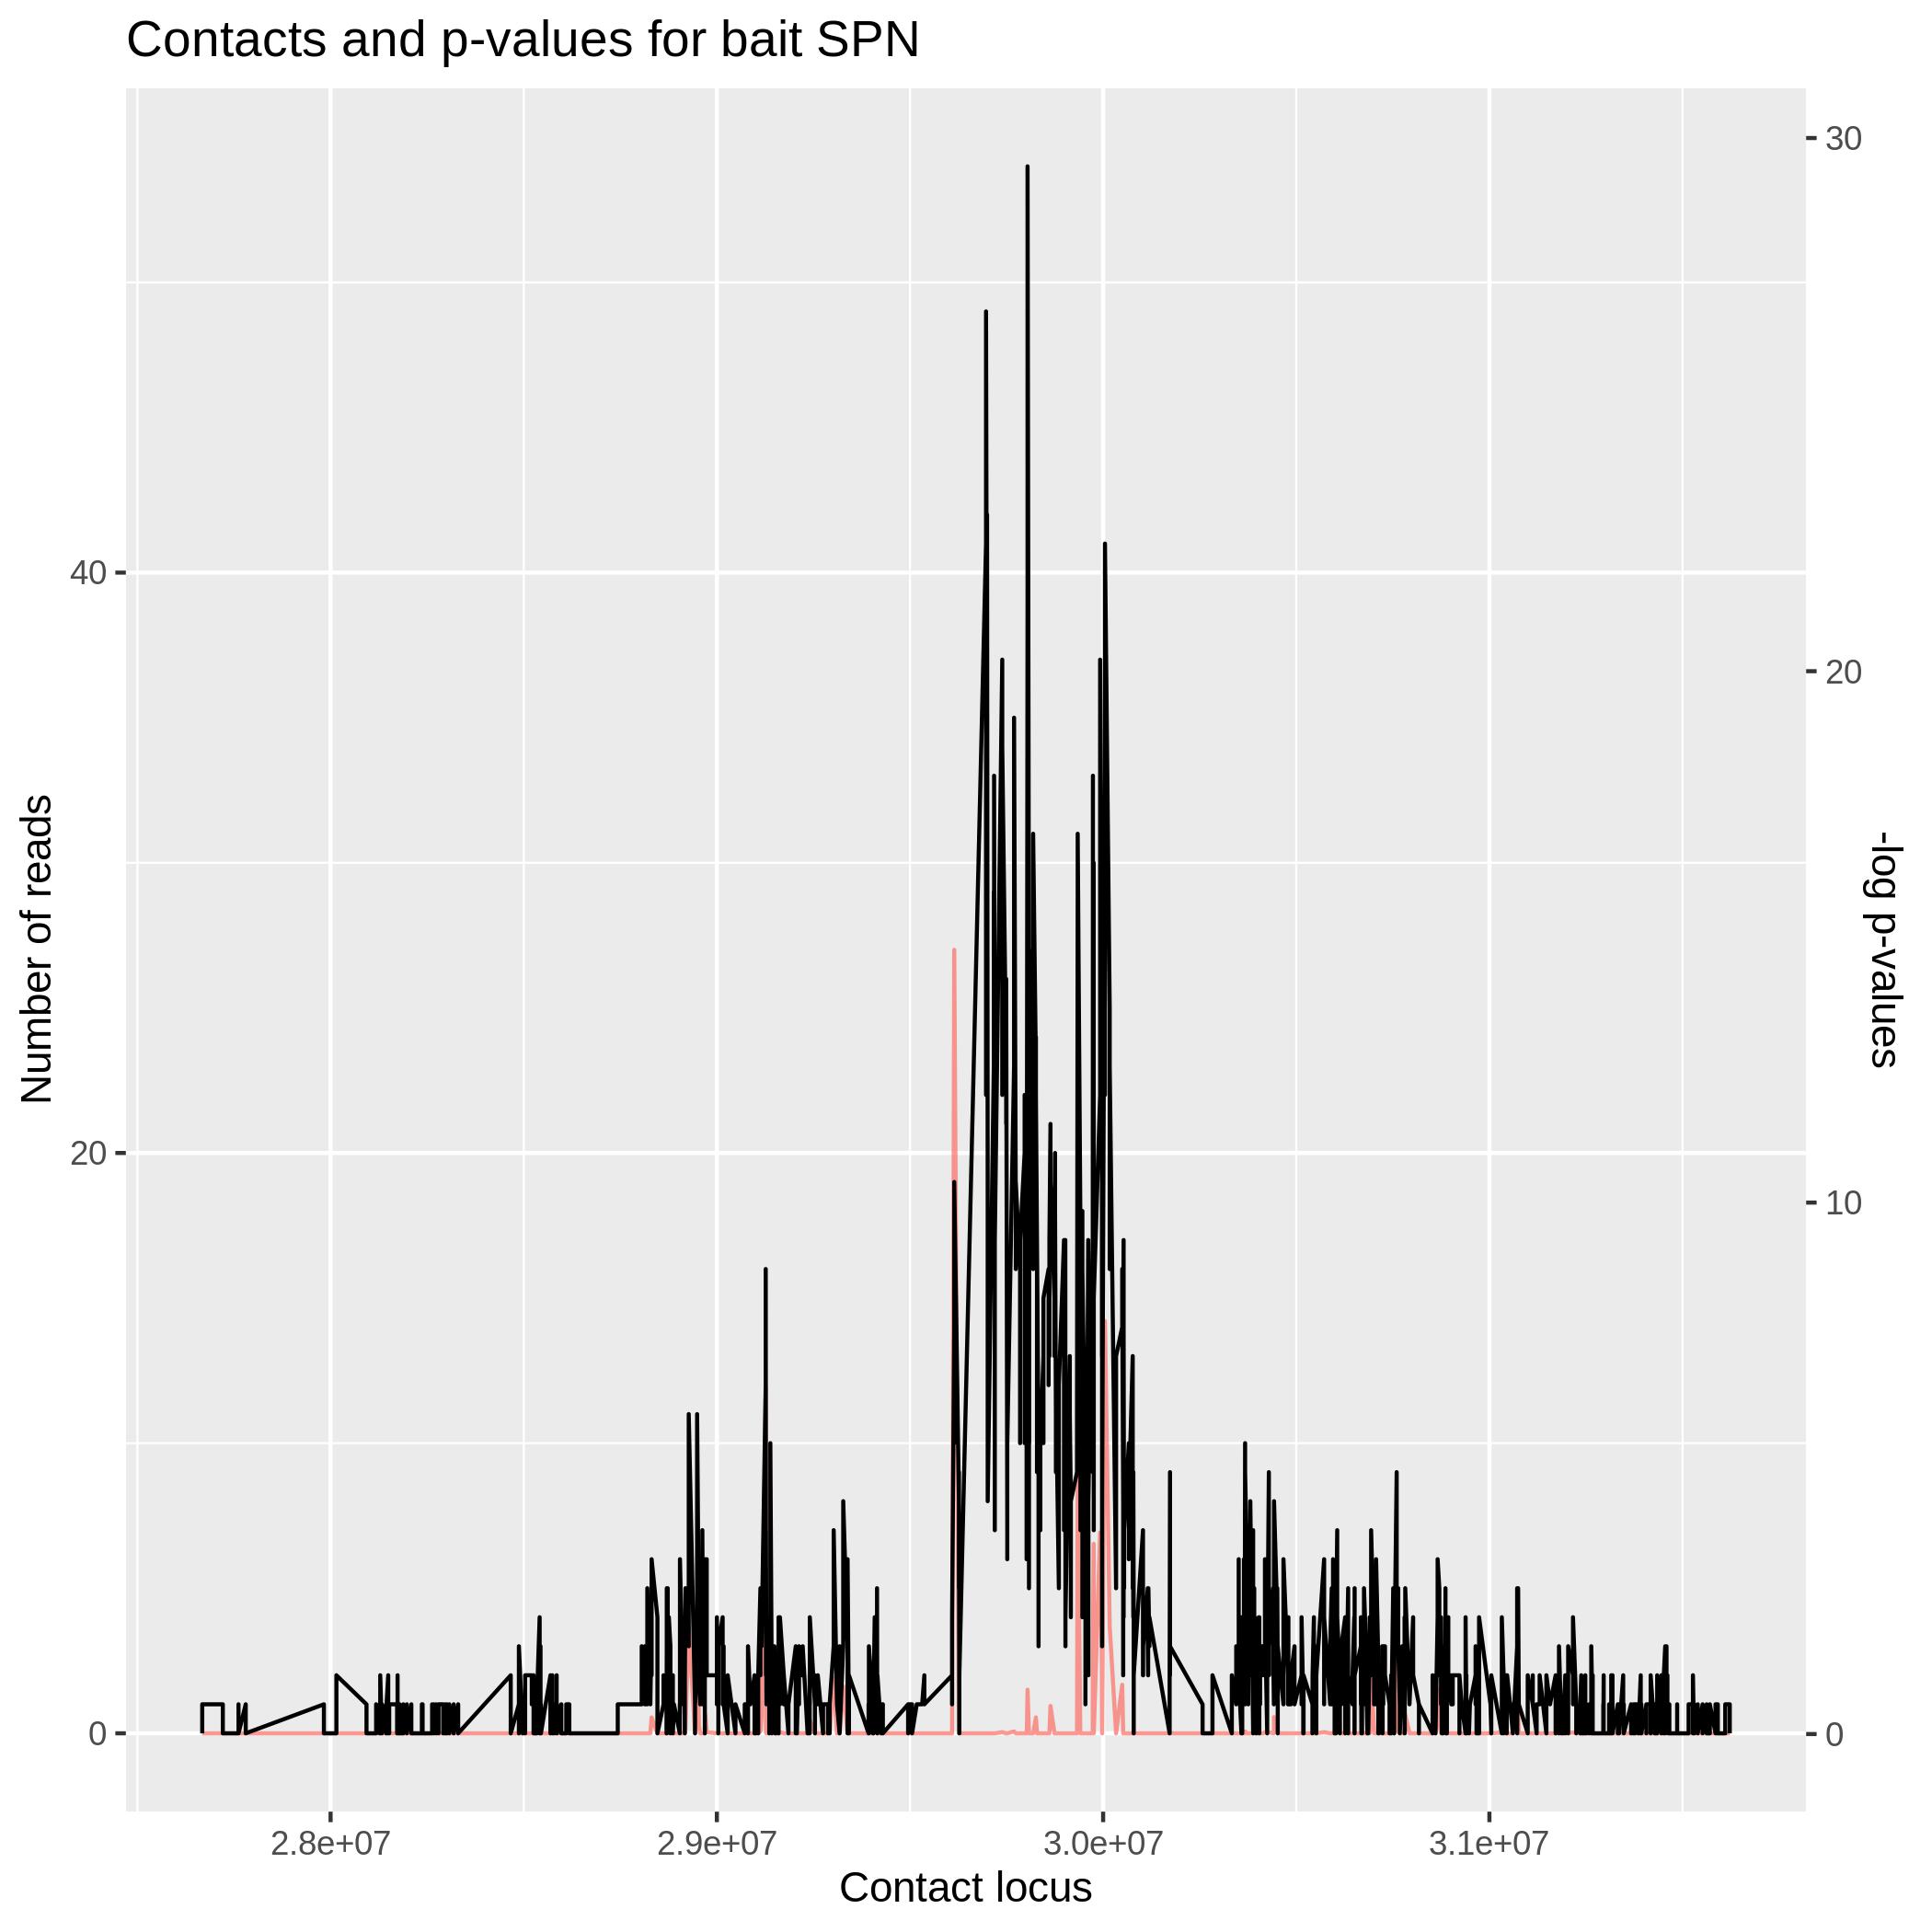 Contacts and p-values for bait SPN
Number of reads
40
20
0
30
20
10
0
-log p-values
2.8e+07 2.9e+07 3.0e+07 3.1e+07
Contact locus